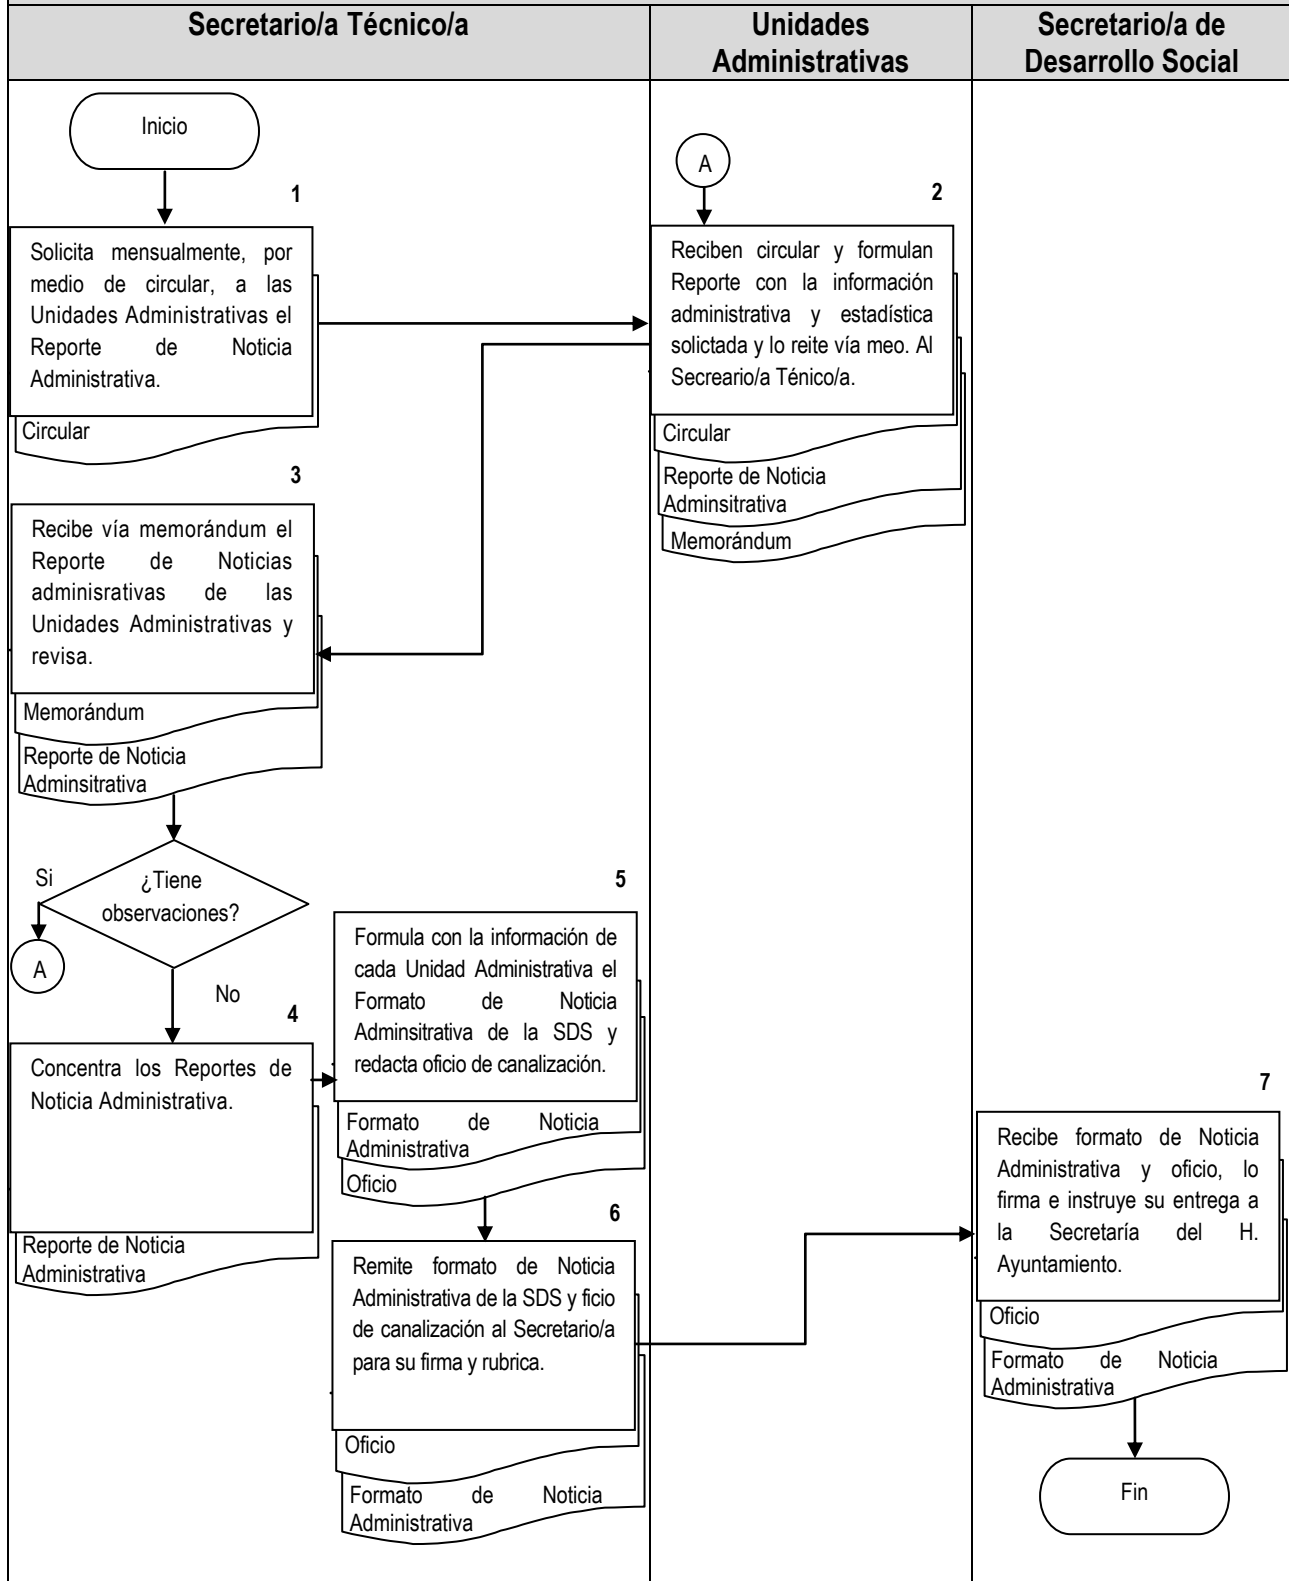 Secretario/a Técnico/a
Unidades
Administrativas
Secretario/a de
Desarrollo Social
Inicio
1
Solicita mensualmente, por
medio de circular, a las
Unidades Administrativas el
Reporte de Noticia
Administrativa.
Circular
A
2
Reciben circular y formulan
Reporte con la información
administrativa y estadística
solictada y lo reite vía meo. Al
Secreario/a Ténico/a.
Circular
Reporte de Noticia
Adminsitrativa
Memorándum
3
Recibe vía memorándum el
Reporte de Noticias
adminisrativas de las
Unidades Administrativas y
revisa.
Memorándum
Reporte de Noticia
Adminsitrativa
¿Tiene
observaciones?
Si
A
No
4
Concentra los Reportes de
Noticia Administrativa.
Reporte de Noticia
Administrativa
5
Formula con la información de
cada Unidad Administrativa el
Formato de Noticia
Adminsitrativa de la SDS y
redacta oficio de canalización.
Formato de Noticia
Administrativa
Oficio
6
Remite formato de Noticia
Administrativa de la SDS y ficio
de canalización al Secretario/a
para su firma y rubrica.
Oficio
Formato de Noticia
Administrativa
7
Recibe formato de Noticia
Administrativa y oficio, lo
firma e instruye su entrega a
la Secretaría del H.
Ayuntamiento.
Oficio
Formato de Noticia
Administrativa
Fin